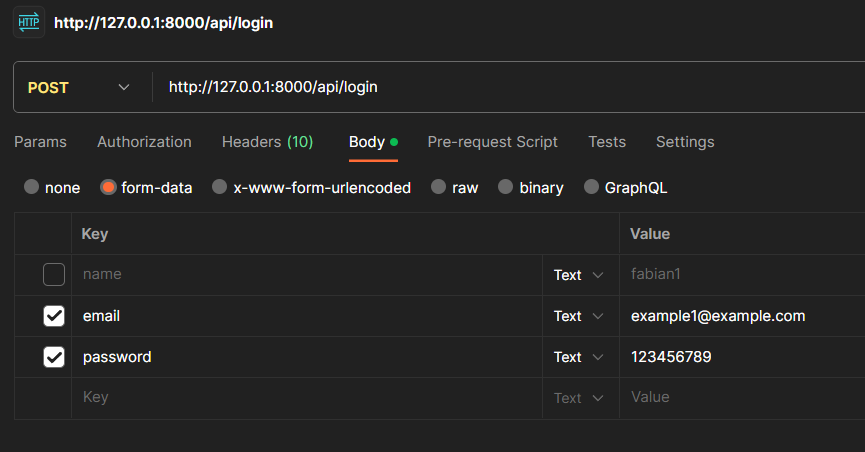 HTTP http://127.0.0.1:8000/api/login
POST http://127.0.0.1:8000/api/login
Params Authorization Headers (10) Body Pre-request Script Tests Settings
none form-data x-www-form-urlencoded raw binary GraphQL
Key Value
name Text fabian1
email Text example1@example.com
password Text 123456789
Key Text Value